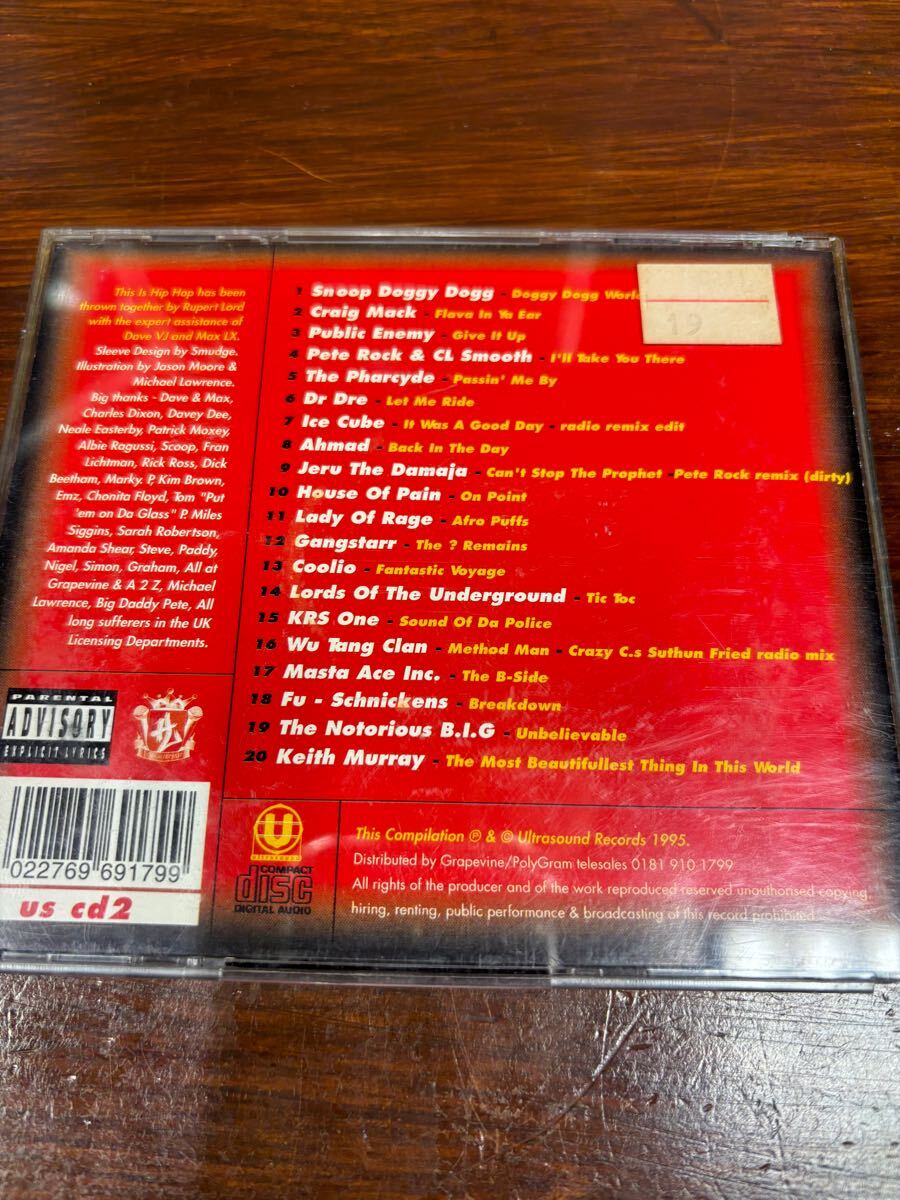 This Is Hip Hop has been
thrown together by Rupert Lord
with the expert assistance of
Dave VJ and Max LX.
Sleeve Design by Smudge.
Illustration by Jason Moore &
Michael Lawrence.
Big thanks - Dave & Max,
Charles Dixon, Davey Dee,
Neale Easterby, Patrick Moxey,
Albie Ragussi, Scoop, Fran
Lichtman, Rick Ross, Dick
Beetham, Marky. P, Kim Brown,
Emz, Chonita Floyd, Tom "Put
'em on Da Glass" P. Miles
Siggins, Sarah Robertson,
Amanda Shear, Steve, Paddy,
Nigel, Simon, Graham, All at
Grapevine & A 2 Z, Michael
Lawrence, Big Daddy Pete, All
long sufferers in the UK
Licensing Departments.
1 Snoop Doggy Dogg - Doggy Dogg World
2 Craig Mack - Flava In Ya Ear
3 Public Enemy - Give It Up
4 Pete Rock & CL Smooth - I'll Take You There
5 The Pharcyde - Passin' Me By
6 Dr Dre - Let Me Ride
7 Ice Cube - It Was A Good Day - radio remix edit
8 Ahmad - Back In The Day
9 Jeru The Damaja - Can't Stop The Prophet -Pete Rock remix (dirty)
10 House Of Pain - On Point
11 Lady Of Rage - Afro Puffs
12 Gangstarr - The ? Remains
13 Coolio - Fantastic Voyage
14 Lords Of The Underground - Tic Toc
15 KRS One - Sound Of Da Police
16 Wu Tang Clan - Method Man - Crazy C.s Suthun Fried radio mix
17 Masta Ace Inc. - The B-Side
18 Fu - Schnickens - Breakdown
19 The Notorious B.I.G - Unbelievable
20 Keith Murray - The Most Beautifullest Thing In This World
19
PARENTAL
ADVISORY
EXPLICIT LYRICS
022769 691799
us cd2
U
ULTRASOUND
COMPACT
disc
DIGITAL AUDIO
This Compilation ℗ & © Ultrasound Records 1995.
Distributed by Grapevine/PolyGram telesales 0181 910 1799
All rights of the producer and of the work reproduced reserved unauthorised copying,
hiring, renting, public performance & broadcasting of this record prohibited.